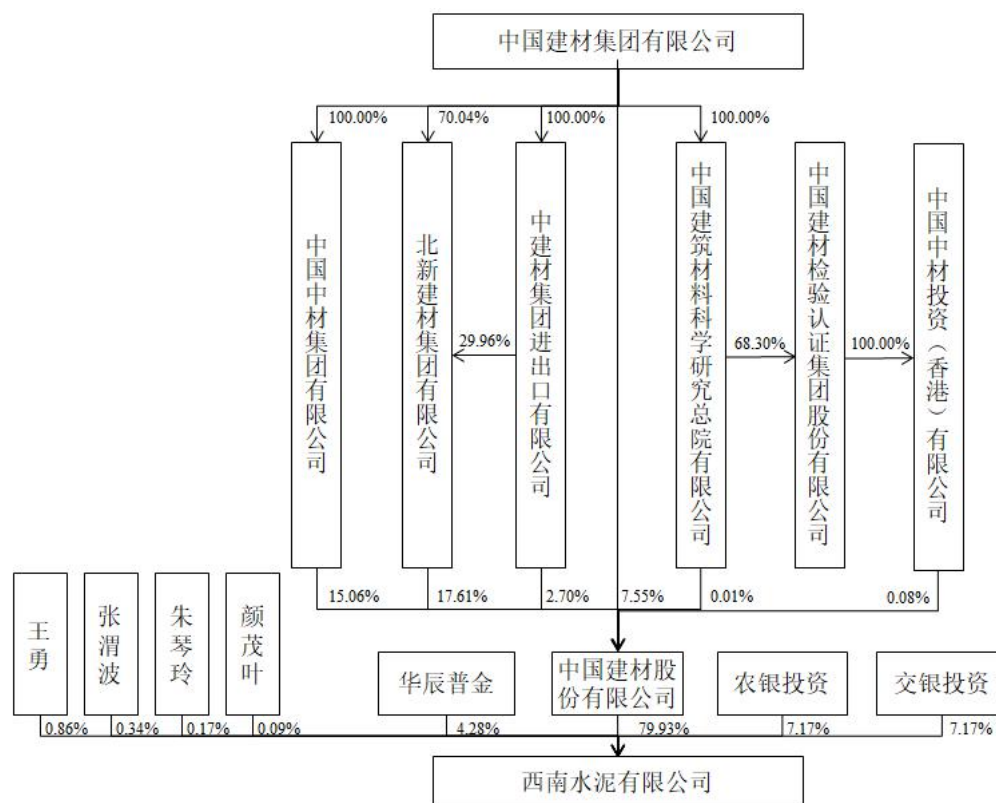 中国建材集团有限公司
100.00%
70.04%
100.00%
100.00%
中国中材集团有限公司
北新建材集团有限公司
中建材集团进出口有限公司
中国建筑材料科学研究总院有限公司
中国建材检验认证集团股份有限公司
中国中材投资（香港）有限公司
29.96%
68.30%
100.00%
15.06%
17.61%
2.70%
7.55%
0.01%
0.08%
王勇
张渭波
朱琴玲
颜茂叶
华辰普金
中国建材股
份有限公司
农银投资
交银投资
0.86%
0.34%
0.17%
0.09%
4.28%
79.93%
7.17%
7.17%
西南水泥有限公司